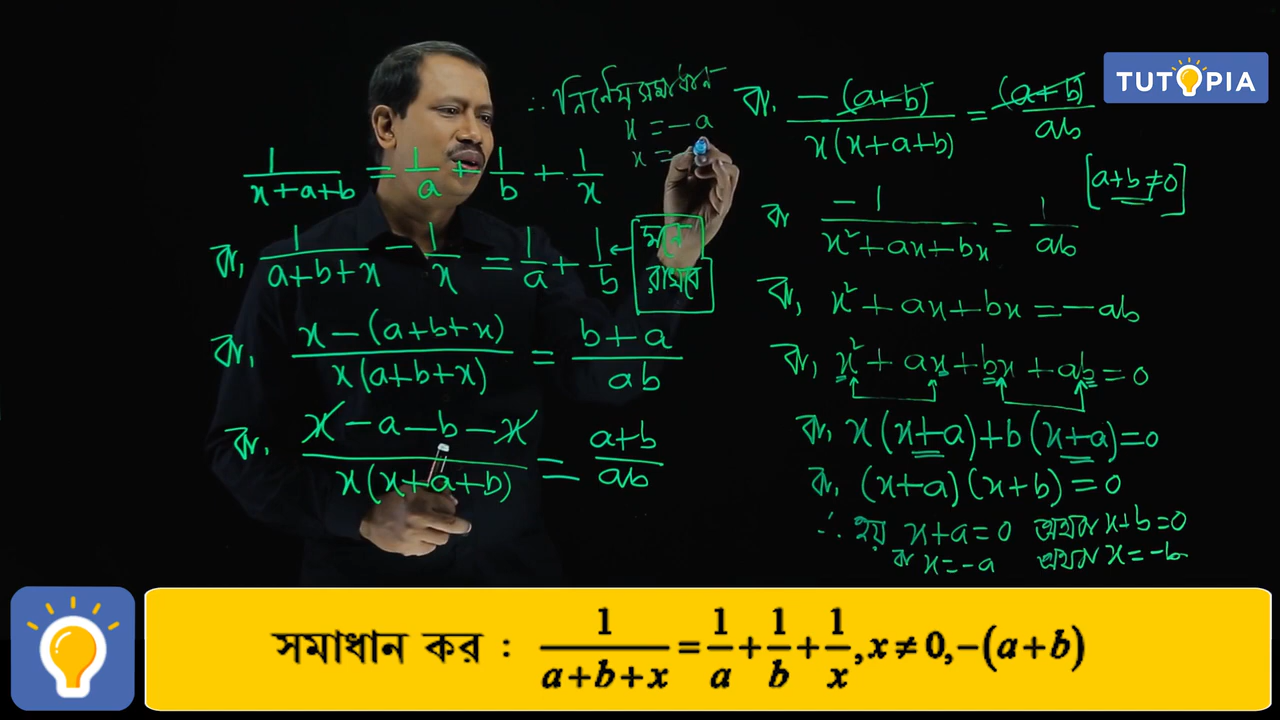 TUTOPIA
1/(x+a+b) = 1/a + 1/b + 1/x
বা, 1/(a+b+x) - 1/x = 1/a + 1/b ← মনে রাখবে
বা, (x-(a+b+x))/(x(a+b+x)) = (b+a)/(ab)
বা, (x-a-b-x)/(x(x+a+b)) = (a+b)/(ab)
বা, (-(a+b))/(x(x+a+b)) = (a+b)/(ab)
[a+b≠0]
বা (-1)/(x²+ax+bx) = 1/(ab)
বা, x²+ax+bx = -ab
বা, x²+ax+bx+ab=0
বা, x(x+a)+b(x+a)=0
বা, (x+a)(x+b)=0
∴ হয় x+a=0 অথবা x+b=0
বা x=-a অথবা x=-b
∴ নির্ণেয় সমাধান
x=-a
x=
সমাধান কর : 1/(a+b+x) = 1/a + 1/b + 1/x, x≠0, -(a+b)